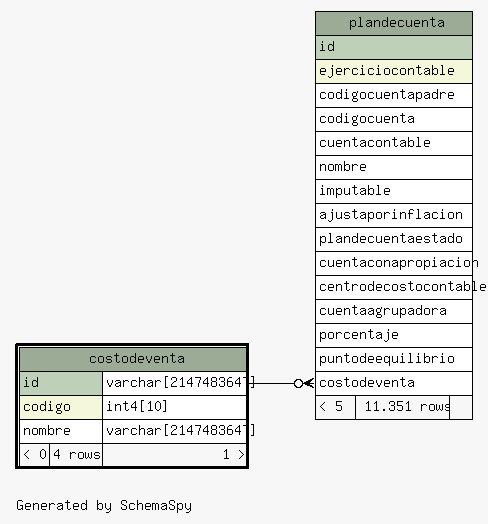 plandecuenta
id
ejerciciocontable
codigocuentapadre
codigocuenta
cuentacontable
nombre
imputable
ajustaporinflacion
plandecuentaestado
cuentaconapropiacion
centrodecostocontable
cuentaagrupadora
porcentaje
puntodeequilibrio
costodeventa
< 5 11.351 rows
costodeventa
id varchar[2147483647]
codigo int4[10]
nombre varchar[2147483647]
< 0 4 rows 1 >
Generated by SchemaSpy